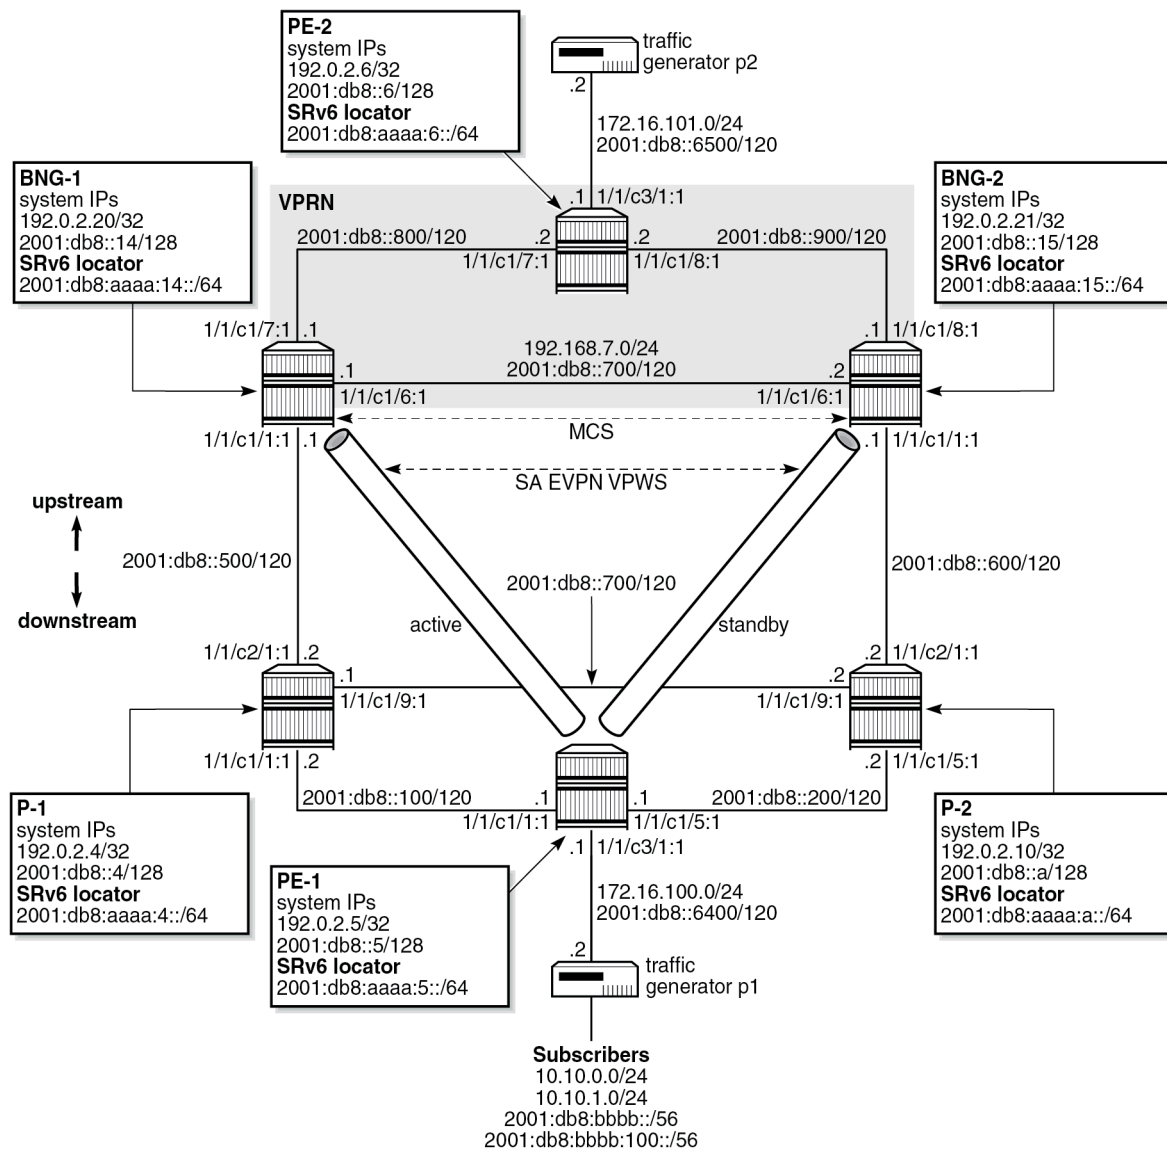 PE-2
system IPs
192.0.2.6/32
2001:db8::6/128
SRv6 locator
2001:db8:aaaa:6::/64
traffic
generator p2
.2
172.16.101.0/24
2001:db8::6500/120
BNG-1
system IPs
192.0.2.20/32
2001:db8::14/128
SRv6 locator
2001:db8:aaaa:14::/64
BNG-2
system IPs
192.0.2.21/32
2001:db8::15/128
SRv6 locator
2001:db8:aaaa:15::/64
VPRN
.1 1/1/c3/1:1
2001:db8::800/120 .2
1/1/c1/7:1
.2 2001:db8::900/120
1/1/c1/8:1
1/1/c1/7:1 .1
.1 1/1/c1/8:1
192.168.7.0/24
2001:db8::700/120
.1
1/1/c1/6:1
.2
1/1/c1/6:1
MCS
1/1/c1/1:1 .1
.1 1/1/c1/1:1
SA EVPN VPWS
upstream
downstream
2001:db8::500/120
2001:db8::600/120
2001:db8::700/120
active
standby
1/1/c2/1:1 .2
.2 1/1/c2/1:1
.1
1/1/c1/9:1
.2
1/1/c1/9:1
1/1/c1/1:1 .2
.2 1/1/c1/5:1
2001:db8::100/120 .1
1/1/c1/1:1
.1 2001:db8::200/120
1/1/c1/5:1
P-1
system IPs
192.0.2.4/32
2001:db8::4/128
SRv6 locator
2001:db8:aaaa:4::/64
P-2
system IPs
192.0.2.10/32
2001:db8::a/128
SRv6 locator
2001:db8:aaaa:a::/64
.1 1/1/c3/1:1
PE-1
system IPs
192.0.2.5/32
2001:db8::5/128
SRv6 locator
2001:db8:aaaa:5::/64
172.16.100.0/24
2001:db8::6400/120
.2
traffic
generator p1
Subscribers
10.10.0.0/24
10.10.1.0/24
2001:db8:bbbb::/56
2001:db8:bbbb:100::/56